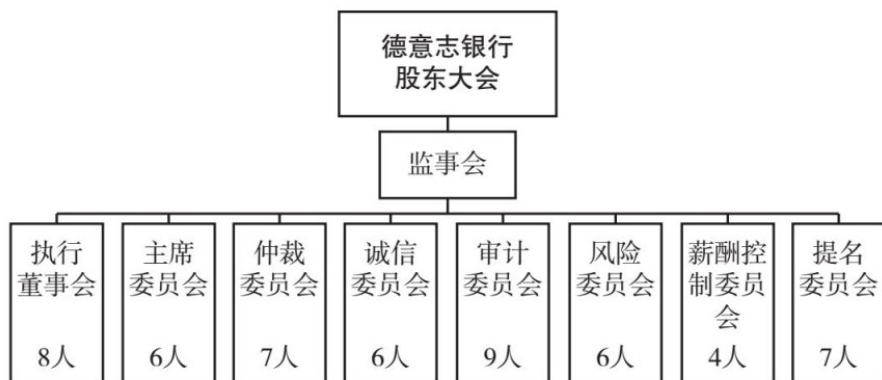 德意志银行
股东大会
监事会
执行
董事会
8人
主席
委员会
6人
仲裁
委员会
7人
诚信
委员会
6人
审计
委员会
9人
风险
委员会
6人
薪酬控
制委员
会
4人
提名
委员会
7人